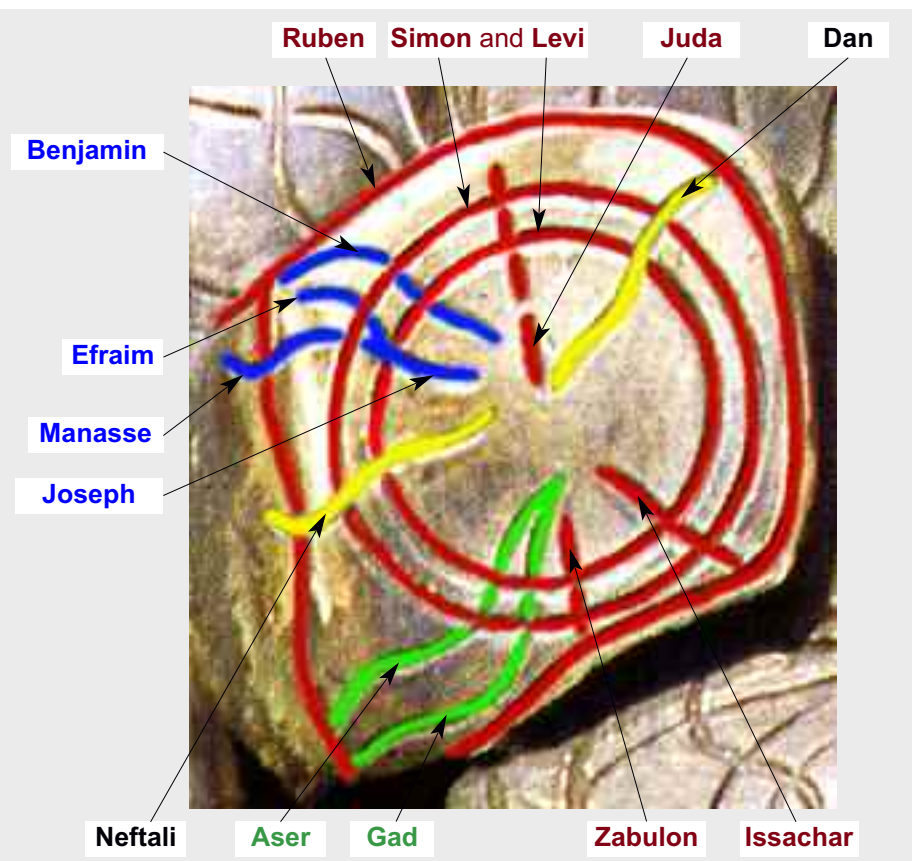 Ruben Simon and Levi Juda Dan
Benjamin
Efraim
Manasse
Joseph
Neftali Aser Gad Zabulon Issachar